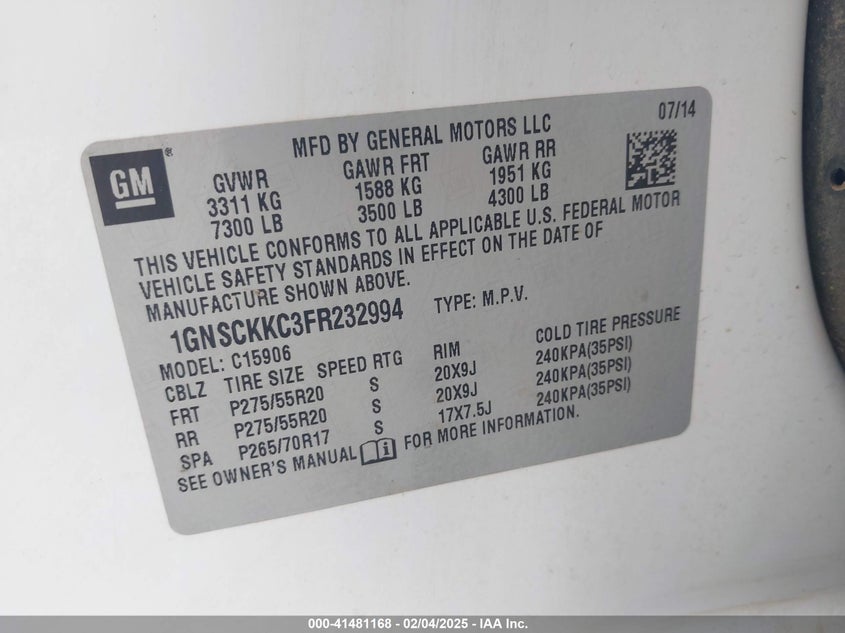 MFD BY GENERAL MOTORS LLC 07/14
GM®
GVWR GAWR FRT GAWR RR
3311 KG 1588 KG 1951 KG
7300 LB 3500 LB 4300 LB
THIS VEHICLE CONFORMS TO ALL APPLICABLE U.S. FEDERAL MOTOR
VEHICLE SAFETY STANDARDS IN EFFECT ON THE DATE OF
MANUFACTURE SHOWN ABOVE.
1GNSCKKC3FR232994 TYPE: M.P.V.
MODEL: C15906
CBLZ TIRE SIZE SPEED RTG RIM COLD TIRE PRESSURE
FRT P275/55R20 S 20X9J 240KPA(35PSI)
RR P275/55R20 S 20X9J 240KPA(35PSI)
SPA P265/70R17 S 17X7.5J 240KPA(35PSI)
SEE OWNER'S MANUAL i FOR MORE INFORMATION.
000-41481168 - 02/04/2025 - IAA Inc.